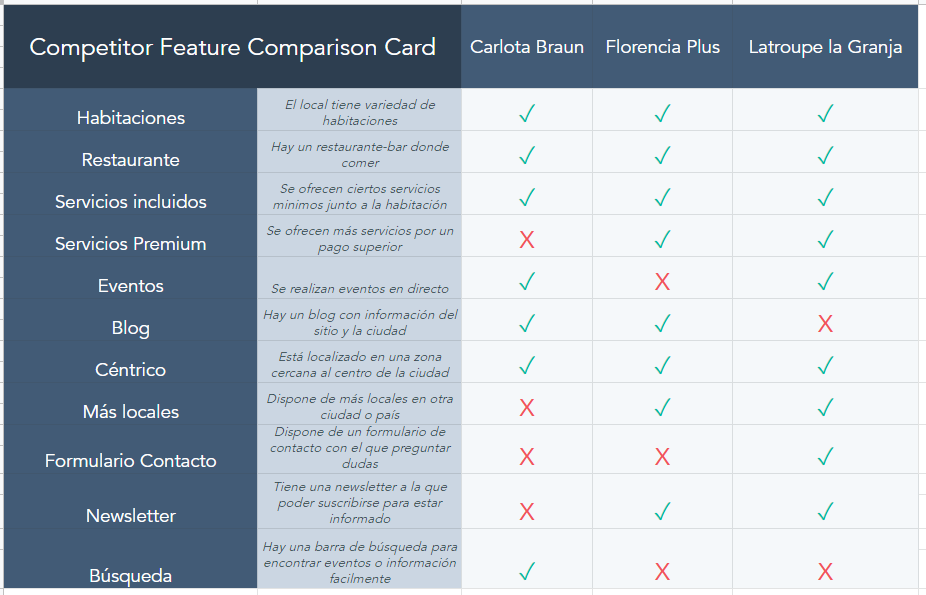 Competitor Feature Comparison Card Carlota Braun Florencia Plus Latroupe la Granja
Habitaciones
El local tiene variedad de
habitaciones
✓ ✓ ✓
Restaurante
Hay un restaurante-bar donde
comer
✓ ✓ ✓
Servicios incluidos
Se ofrecen ciertos servicios
minimos junto a la habitación
✓ ✓ ✓
Servicios Premium
Se ofrecen más servicios por un
pago superior
X ✓ ✓
Eventos
Se realizan eventos en directo
✓ X ✓
Blog
Hay un blog con información del
sitio y la ciudad
✓ ✓ X
Céntrico
Está localizado en una zona
cercana al centro de la ciudad
✓ ✓ ✓
Más locales
Dispone de más locales en otra
ciudad o país
X ✓ ✓
Formulario Contacto
Dispone de un formulario de
contacto con el que preguntar
dudas
X X ✓
Newsletter
Tiene una newsletter a la que
poder suscribirse para estar
informado
X ✓ ✓
Búsqueda
Hay una barra de búsqueda para
encontrar eventos o información
facilmente
✓ X X